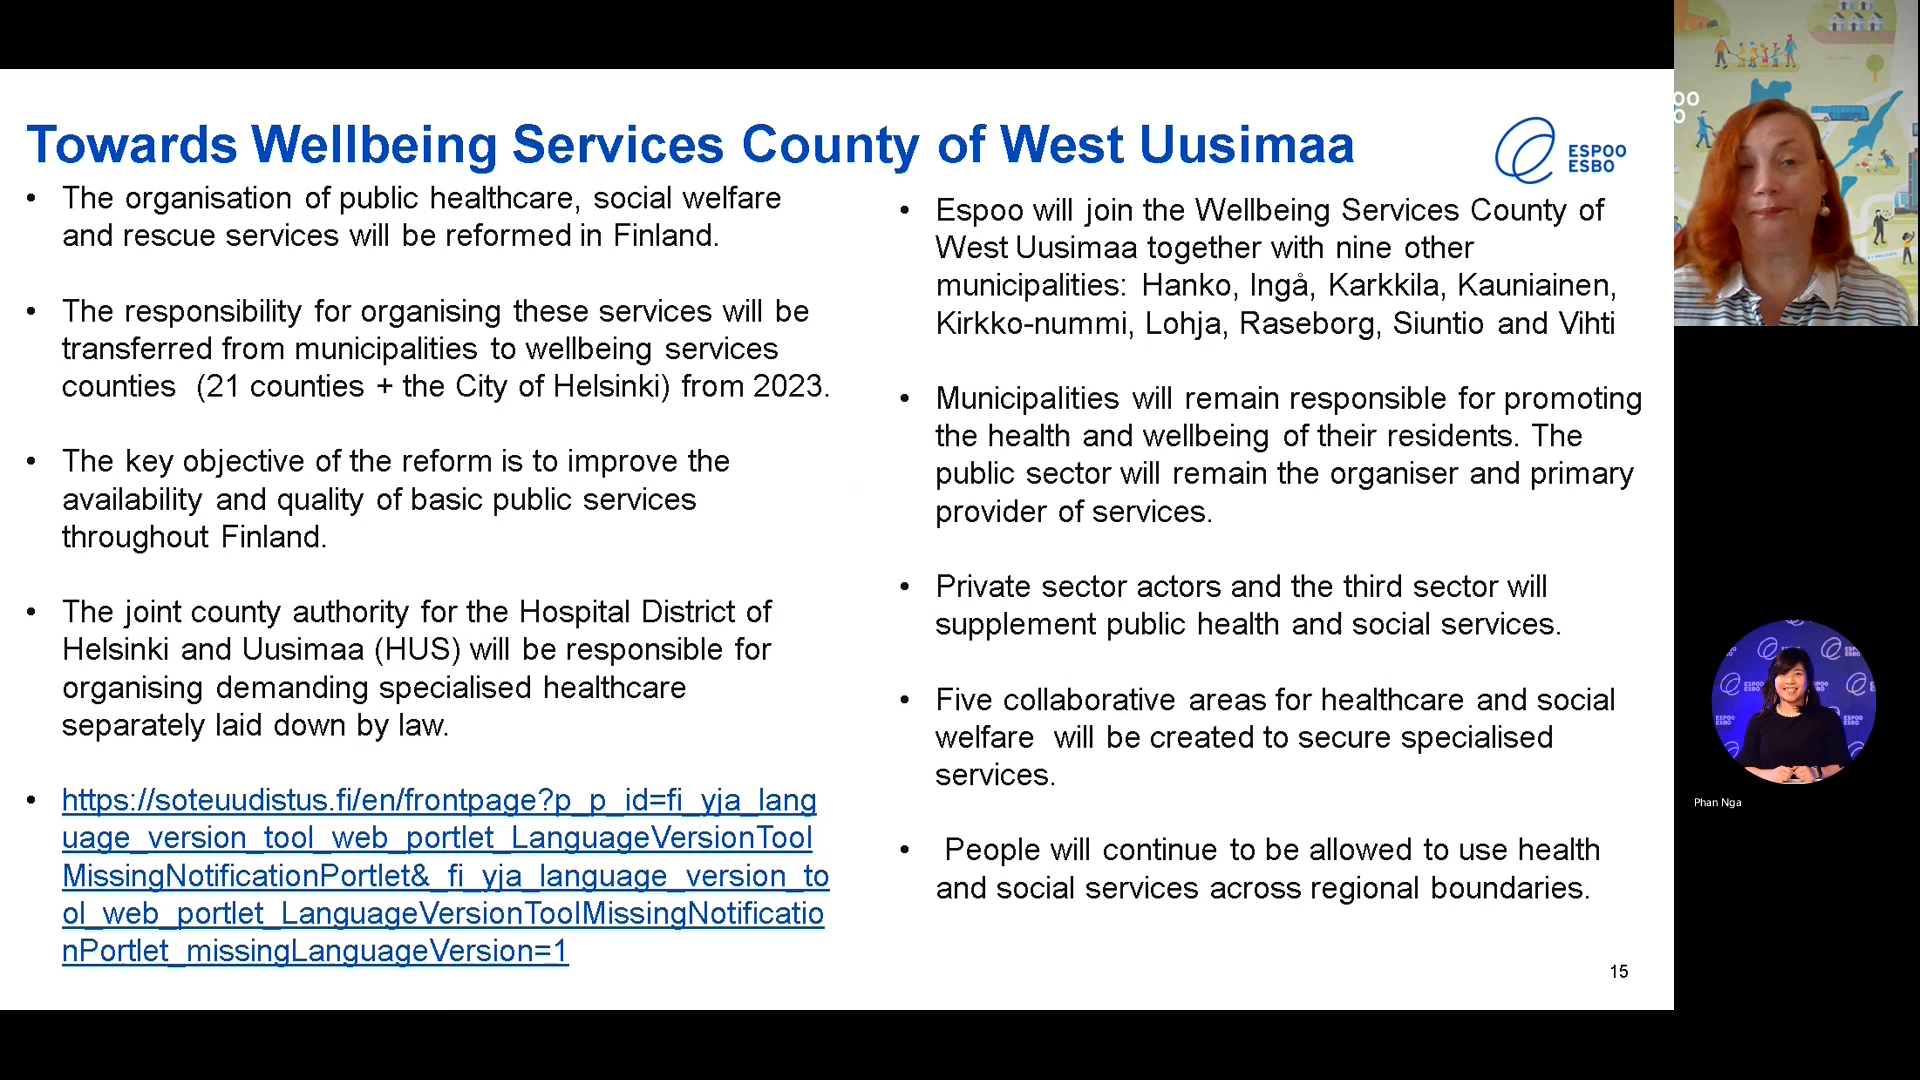 Towards Wellbeing Services County of West Uusimaa
ESPOO
ESBO
• The organisation of public healthcare, social welfare
and rescue services will be reformed in Finland.
• The responsibility for organising these services will be
transferred from municipalities to wellbeing services
counties (21 counties + the City of Helsinki) from 2023.
• The key objective of the reform is to improve the
availability and quality of basic public services
throughout Finland.
• The joint county authority for the Hospital District of
Helsinki and Uusimaa (HUS) will be responsible for
organising demanding specialised healthcare
separately laid down by law.
• https://soteuudistus.fi/en/frontpage?p_p_id=fi_yja_lang
uage_version_tool_web_portlet_LanguageVersionTool
MissingNotificationPortlet&_fi_yja_language_version_to
ol_web_portlet_LanguageVersionToolMissingNotificatio
nPortlet_missingLanguageVersion=1
• Espoo will join the Wellbeing Services County of
West Uusimaa together with nine other
municipalities: Hanko, Ingå, Karkkila, Kauniainen,
Kirkko-nummi, Lohja, Raseborg, Siuntio and Vihti
• Municipalities will remain responsible for promoting
the health and wellbeing of their residents. The
public sector will remain the organiser and primary
provider of services.
• Private sector actors and the third sector will
supplement public health and social services.
• Five collaborative areas for healthcare and social
welfare will be created to secure specialised
services.
• People will continue to be allowed to use health
and social services across regional boundaries.
15
Phan Nga